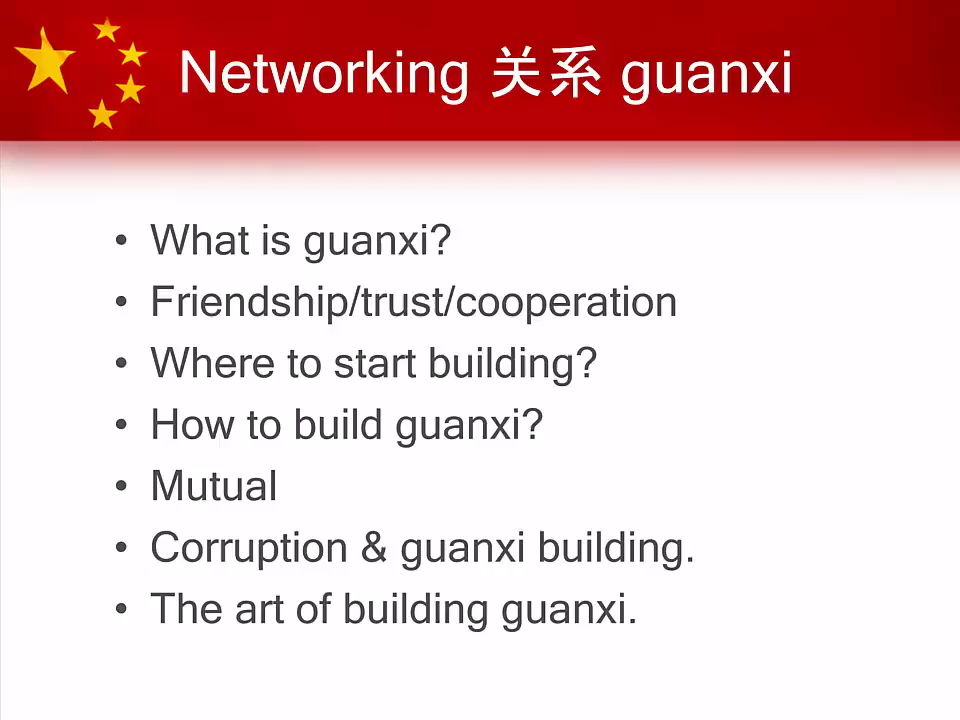 Networking 关系 guanxi
• What is guanxi?
• Friendship/trust/cooperation
• Where to start building?
• How to build guanxi?
• Mutual
• Corruption & guanxi building.
• The art of building guanxi.